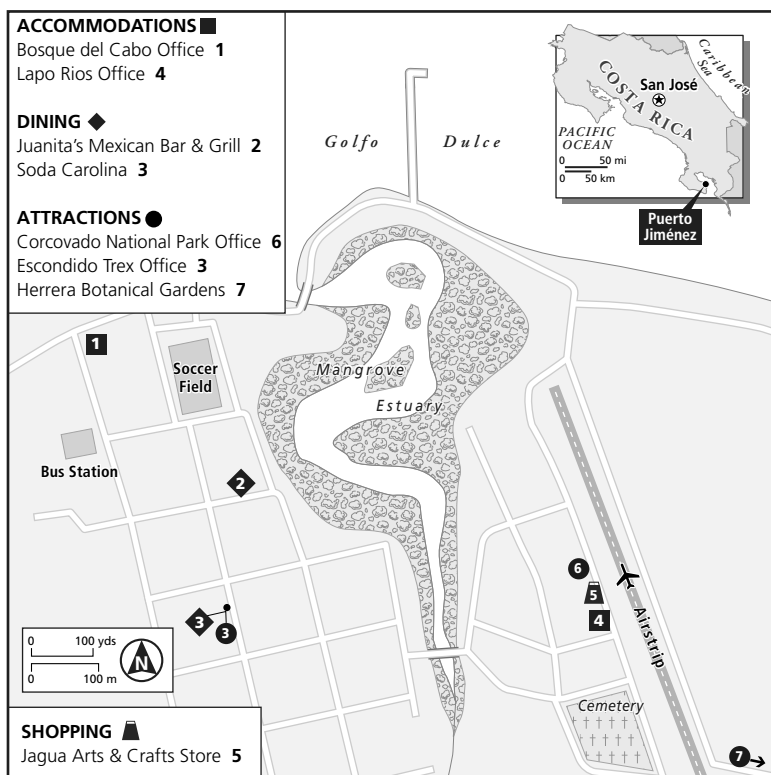 ACCOMMODATIONS
Bosque del Cabo Office 1
Lapo Rios Office 4
DINING
Juanita's Mexican Bar & Grill 2
Soda Carolina 3
ATTRACTIONS
Corcovado National Park Office 6
Escondido Trex Office 3
Herrera Botanical Gardens 7
Golfo Dulce
Caribbean
Sea
San José
COSTA RICA
PACIFIC
OCEAN
0 50 mi
0 50 km
Puerto
Jiménez
1
Soccer
Field
Mangrove
Estuary
Bus Station
2
6
5
4
Airstrip
3
3
0 100 yds
0 100 m
N
Cemetery
7
SHOPPING
Jagua Arts & Crafts Store 5